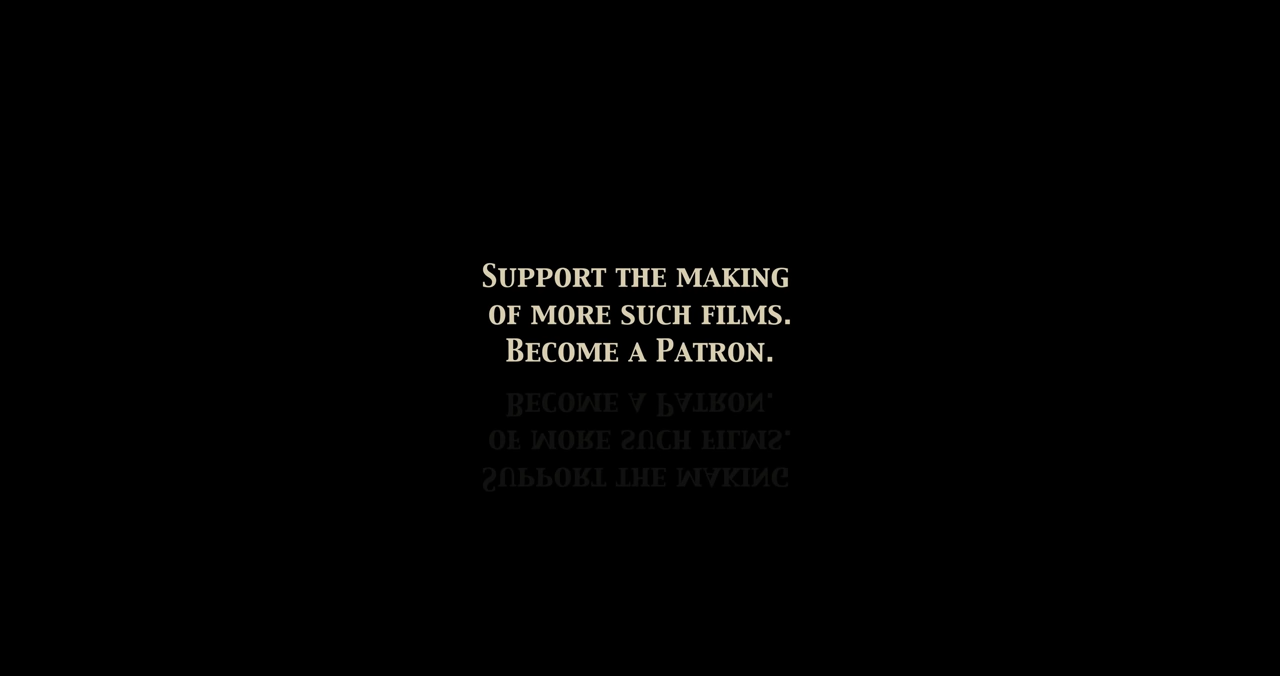 Support the making
of more such films.
Become a Patron.